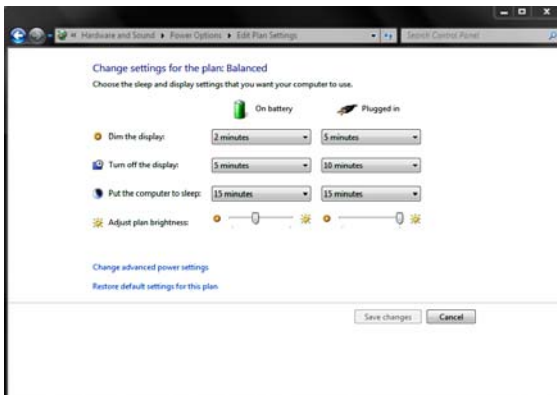 « Hardware and Sound ▸ Power Options ▸ Edit Plan Settings
Search Control Panel
Change settings for the plan: Balanced
Choose the sleep and display settings that you want your computer to use.
On battery Plugged in
Dim the display: 2 minutes 5 minutes
Turn off the display: 5 minutes 10 minutes
Put the computer to sleep: 15 minutes 15 minutes
Adjust plan brightness:
Change advanced power settings
Restore default settings for this plan
Save changes Cancel